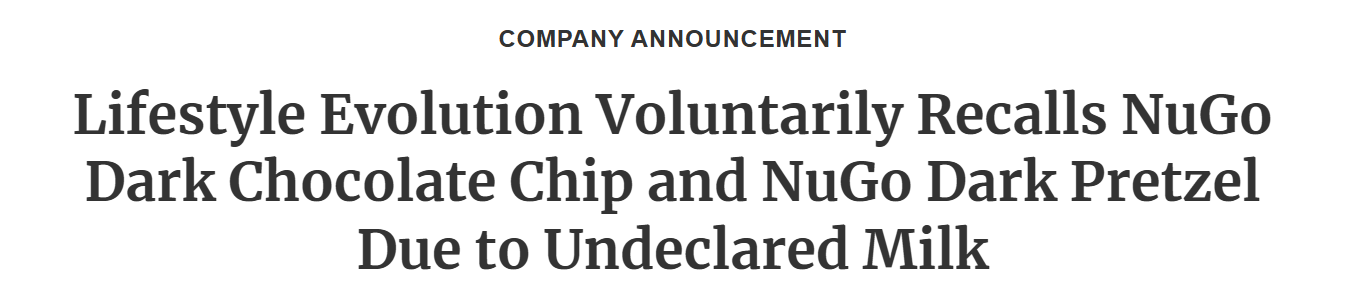 COMPANY ANNOUNCEMENT
Lifestyle Evolution Voluntarily Recalls NuGo
Dark Chocolate Chip and NuGo Dark Pretzel
Due to Undeclared Milk